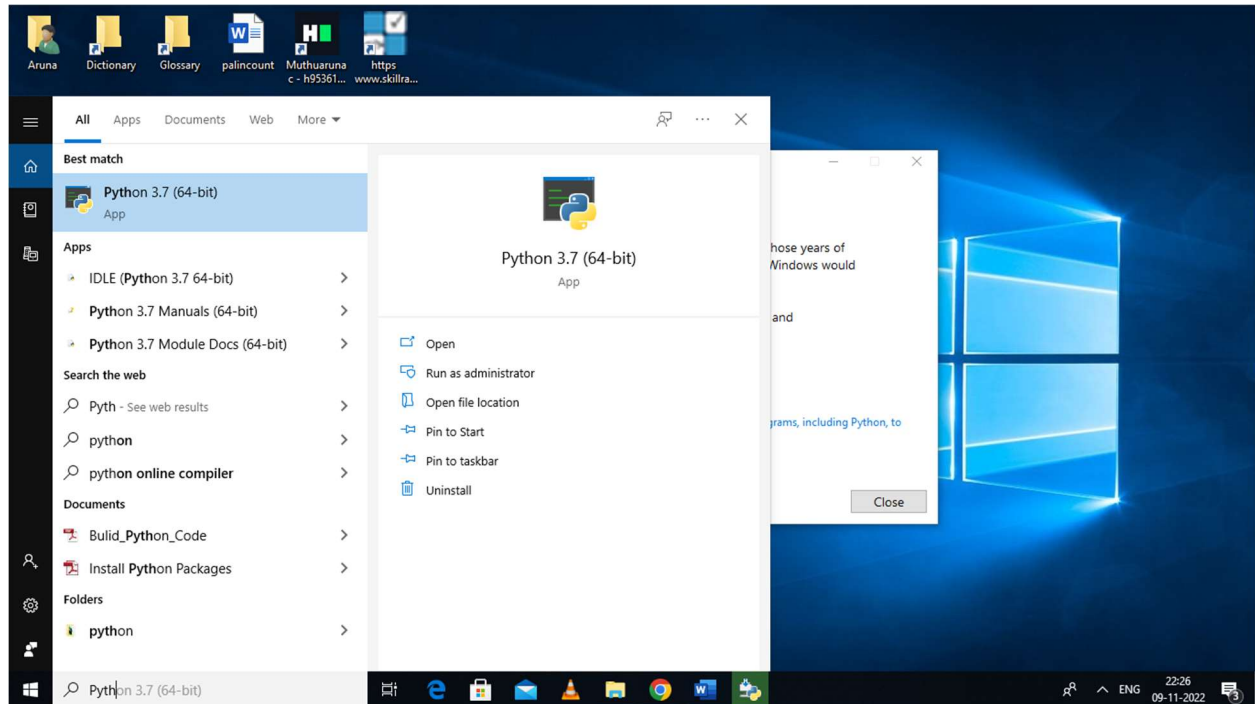 Aruna
Dictionary
Glossary
palincount
Muthuaruna
c - h95361...
https
www.skillra...
All Apps Documents Web More
Best match
Python 3.7 (64-bit)
App
Apps
IDLE (Python 3.7 64-bit)
Python 3.7 Manuals (64-bit)
Python 3.7 Module Docs (64-bit)
Search the web
Pyth - See web results
python
python online compiler
Documents
Bulid_Python_Code
Install Python Packages
Folders
python
Python 3.7 (64-bit)
Python 3.7 (64-bit)
App
Open
Run as administrator
Open file location
Pin to Start
Pin to taskbar
Uninstall
hose years of
Windows would
and
grams, including Python, to
Close
ENG
22:26
09-11-2022
3